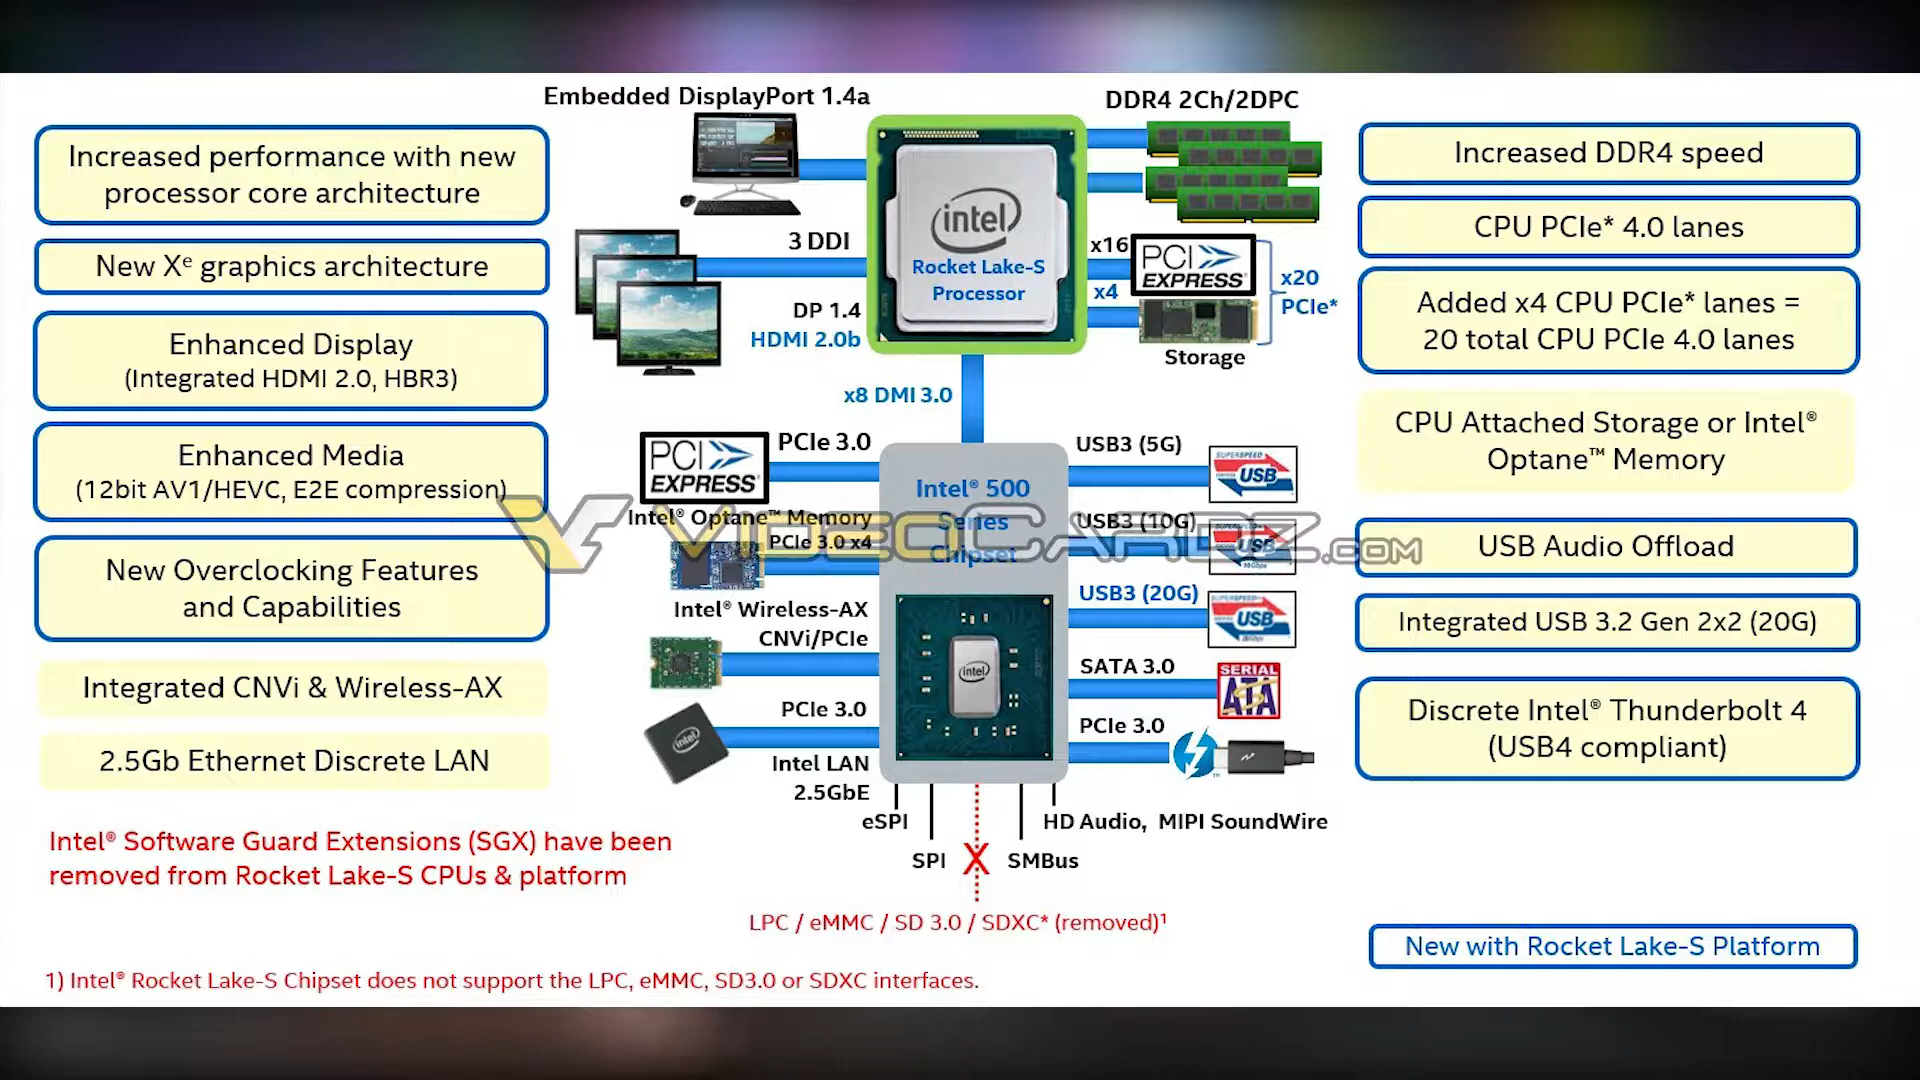 Embedded DisplayPort 1.4a
DDR4 2Ch/2DPC
Increased performance with new
processor core architecture
New Xᵉ graphics architecture
Enhanced Display
(Integrated HDMI 2.0, HBR3)
Enhanced Media
(12bit AV1/HEVC, E2E compression)
New Overclocking Features
and Capabilities
Integrated CNVi & Wireless-AX
2.5Gb Ethernet Discrete LAN
Intel® Software Guard Extensions (SGX) have been
removed from Rocket Lake-S CPUs & platform
3 DDI
DP 1.4
HDMI 2.0b
intel
Rocket Lake-S
Processor
x16
PCI
EXPRESS®
x4
x20
PCIe*
Storage
x8 DMI 3.0
PCI
EXPRESS®
PCIe 3.0
Intel® Optane™ Memory
PCIe 3.0 x4
Intel® Wireless-AX
CNVi/PCIe
intel
PCIe 3.0
Intel LAN
2.5GbE
Intel® 500
Series
Chipset
VIDEOCARDZ.COM
intel
USB3 (5G)
SUPERSPEED
USB
USB3 (10G)
USB
10Gbps
USB3 (20G)
SUPERSPEED
USB
20Gbps
SATA 3.0
SERIAL
ATA
PCIe 3.0
eSPI
SPI
X
SMBus
HD Audio, MIPI SoundWire
LPC / eMMC / SD 3.0 / SDXC* (removed)¹
Increased DDR4 speed
CPU PCIe* 4.0 lanes
Added x4 CPU PCIe* lanes =
20 total CPU PCIe 4.0 lanes
CPU Attached Storage or Intel®
Optane™ Memory
USB Audio Offload
Integrated USB 3.2 Gen 2x2 (20G)
Discrete Intel® Thunderbolt 4
(USB4 compliant)
New with Rocket Lake-S Platform
1) Intel® Rocket Lake-S Chipset does not support the LPC, eMMC, SD3.0 or SDXC interfaces.